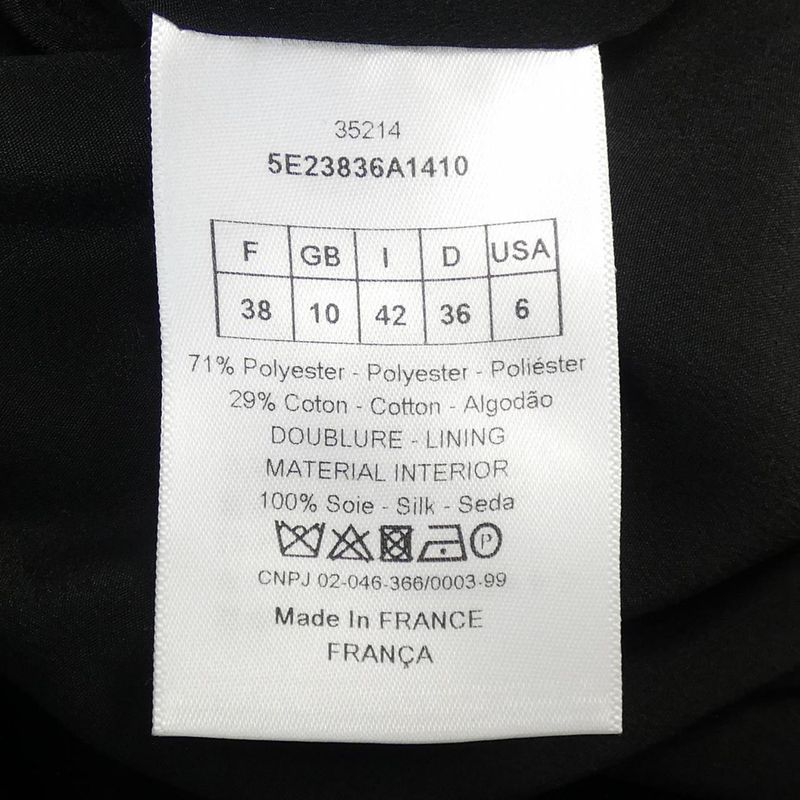 35214
5E23836A1410
F GB I D USA
38 10 42 36 6
71% Polyester - Polyester - Poliéster
29% Coton - Cotton - Algodão
DOUBLURE - LINING
MATERIAL INTERIOR
100% Soie - Silk - Seda
P
CNPJ 02-046-366/0003-99
Made In FRANCE
FRANÇA